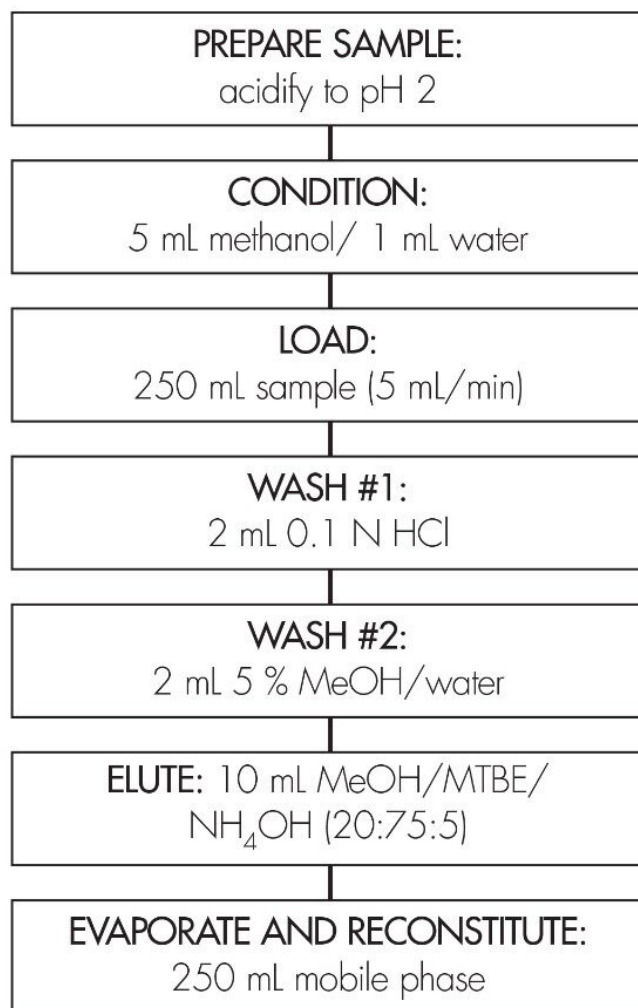 PREPARE SAMPLE:
acidify to pH 2
CONDITION:
5 mL methanol/ 1 mL water
LOAD:
250 mL sample (5 mL/min)
WASH #1:
2 mL 0.1 N HCl
WASH #2:
2 mL 5 % MeOH/water
ELUTE: 10 mL MeOH/MTBE/
NH₄OH (20:75:5)
EVAPORATE AND RECONSTITUTE:
250 mL mobile phase